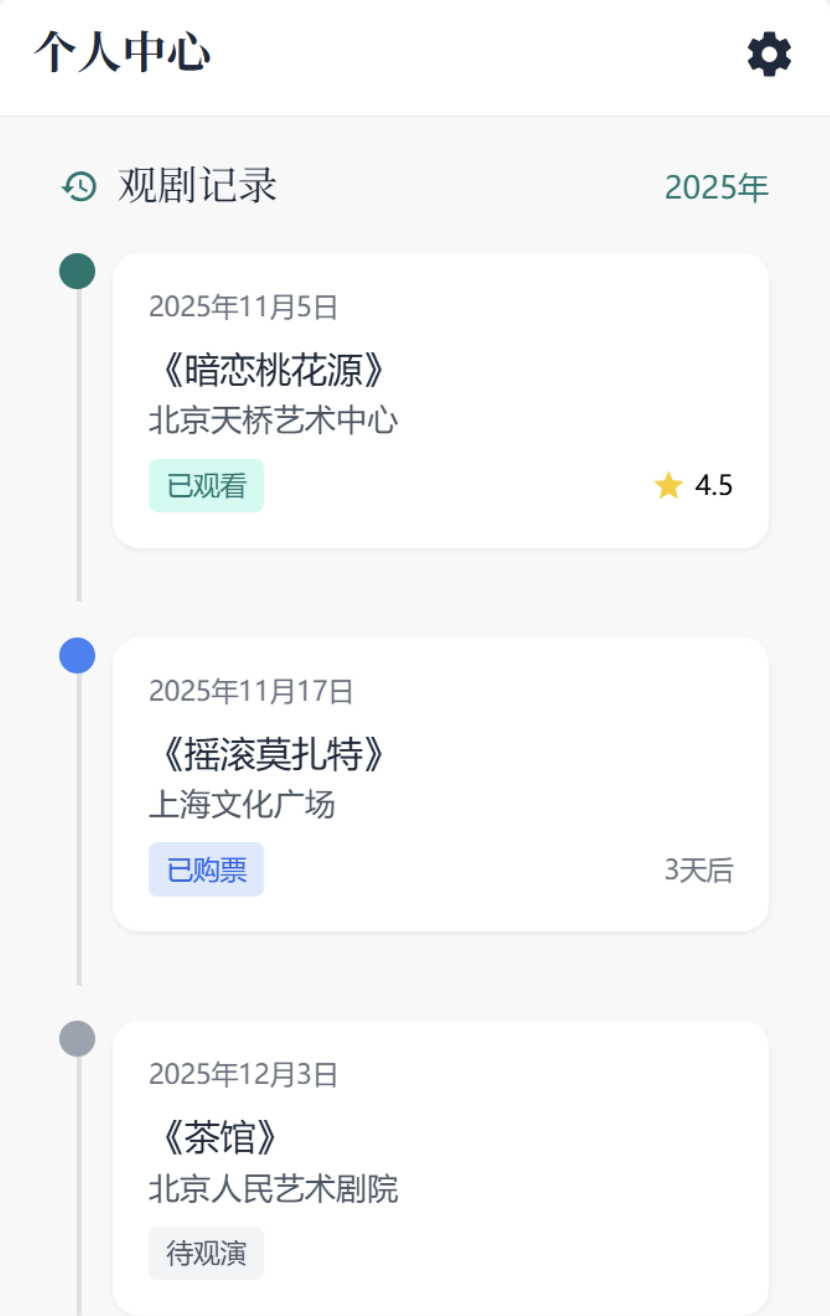 个人中心
观剧记录 2025年
2025年11月5日
《暗恋桃花源》
北京天桥艺术中心
已观看 4.5
2025年11月17日
《摇滚莫扎特》
上海文化广场
已购票 3天后
2025年12月3日
《茶馆》
北京人民艺术剧院
待观演